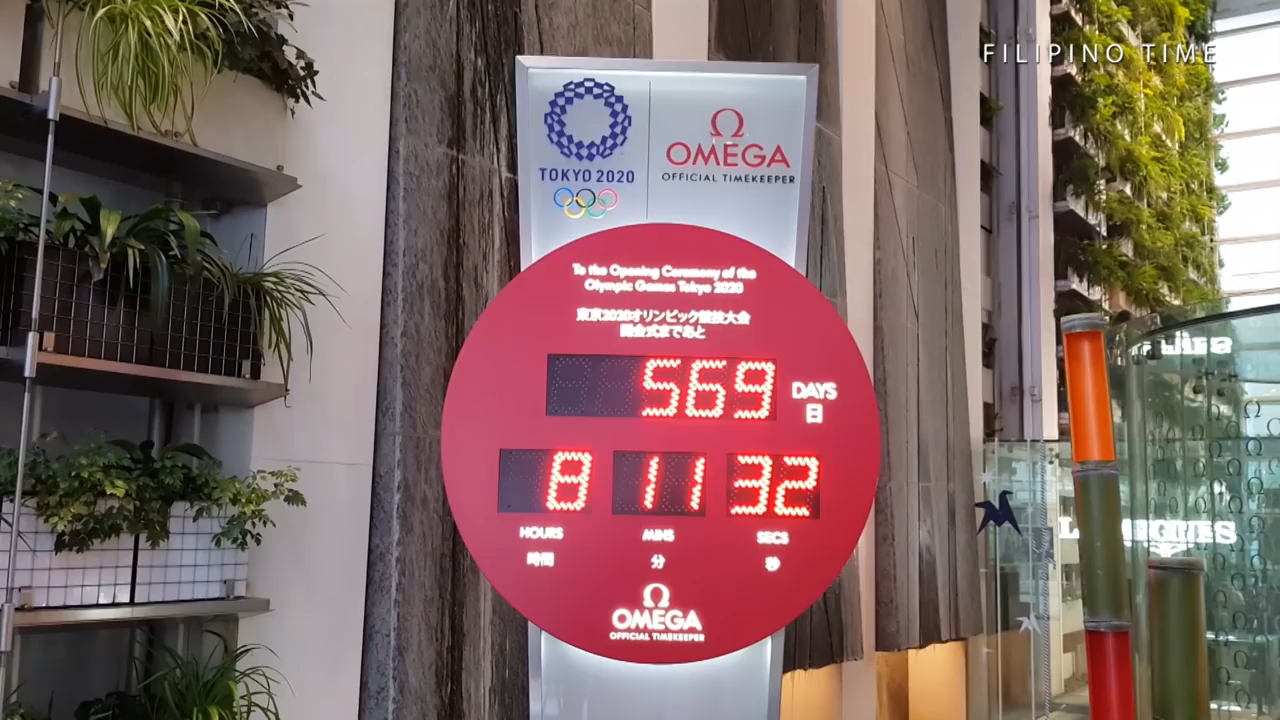 FILIPINO TIME
TOKYO 2020
Ω
OMEGA
OFFICIAL TIMEKEEPER
To the Opening Ceremony of the
Olympic Games Tokyo 2020
東京2020オリンピック競技大会
開会式まであと
569 DAYS
日
8 11 32
HOURS MINS SECS
時間 分 秒
Ω
OMEGA
OFFICIAL TIMEKEEPER
LONGINES